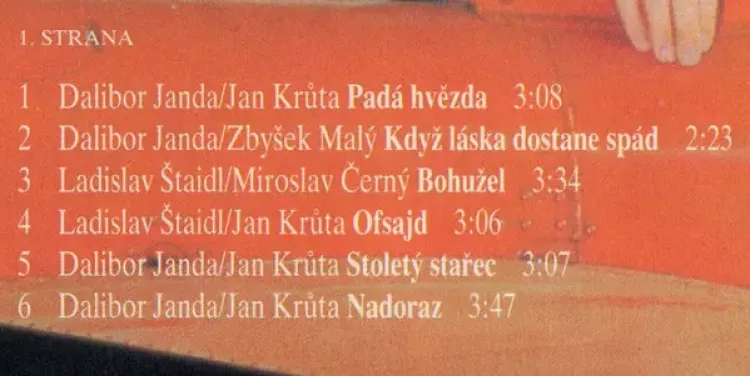 1. STRANA
1 Dalibor Janda/Jan Krůta Padá hvězda 3:08
2 Dalibor Janda/Zbyšek Malý Když láska dostane spád 2:23
3 Ladislav Štaidl/Miroslav Černý Bohužel 3:34
4 Ladislav Štaidl/Jan Krůta Ofsajd 3:06
5 Dalibor Janda/Jan Krůta Stoletý stařec 3:07
6 Dalibor Janda/Jan Krůta Nadoraz 3:47